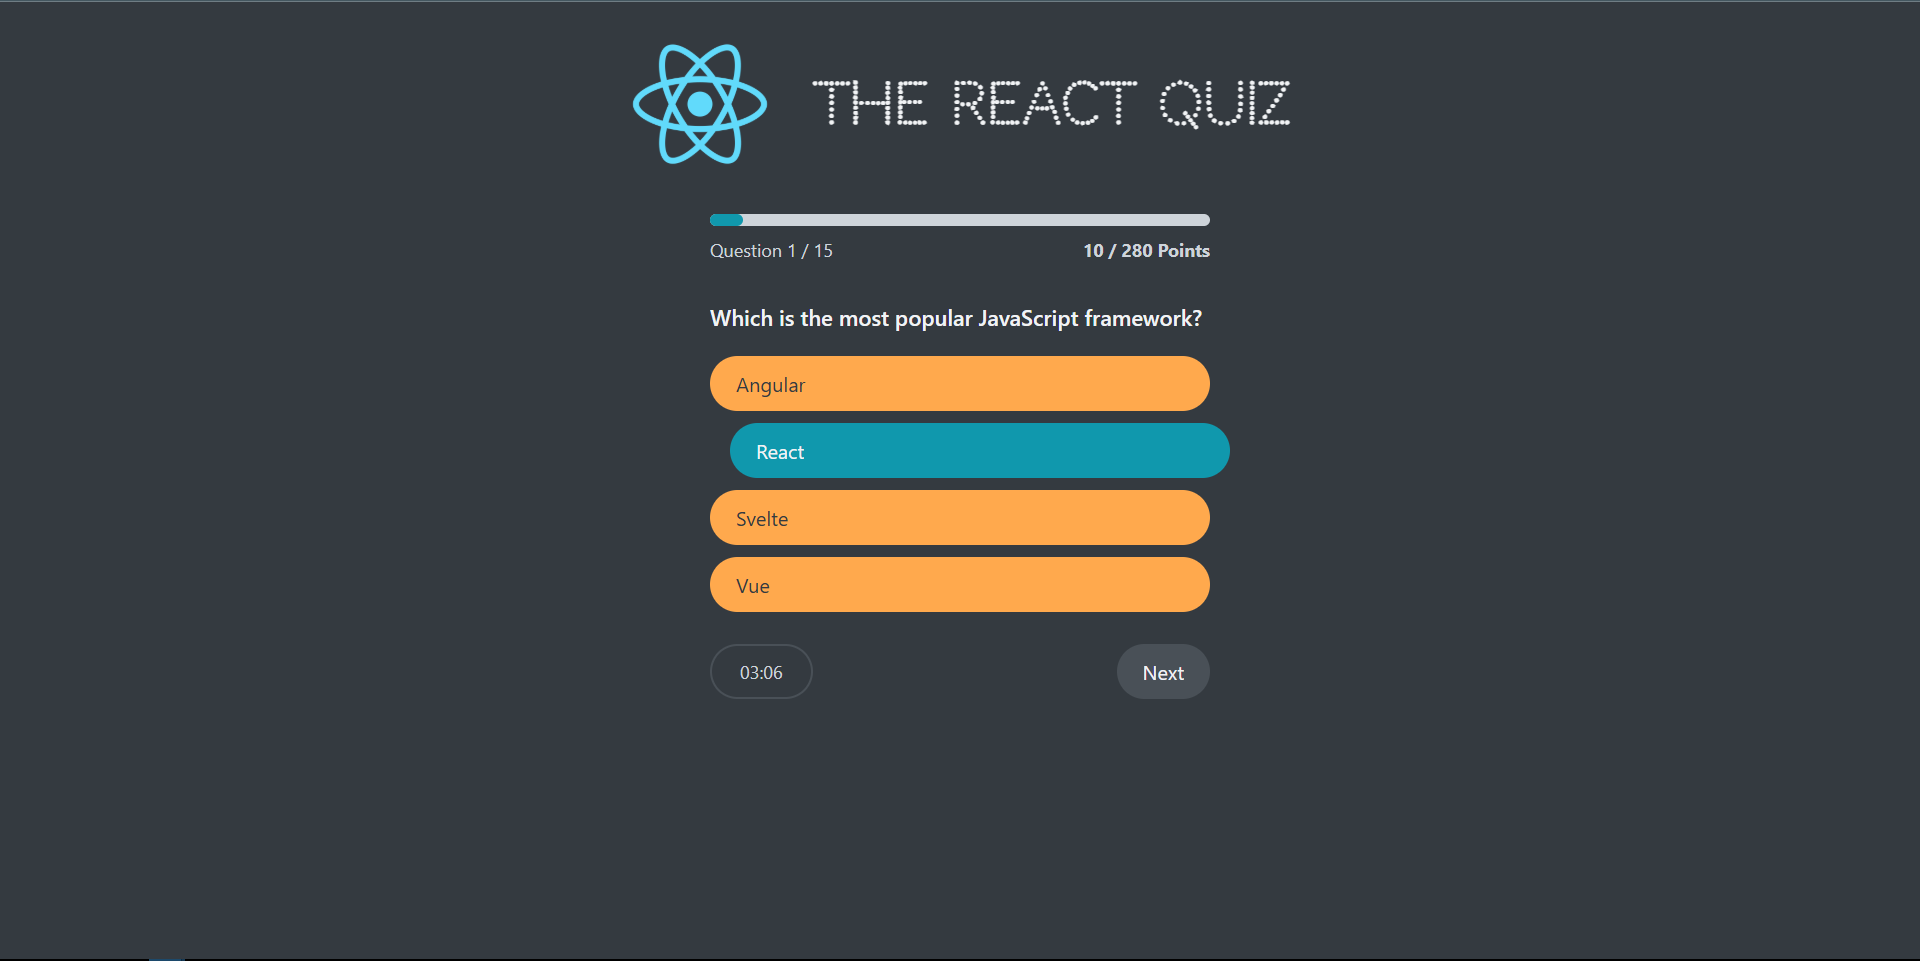 THE REACT QUIZ
Question 1 / 15
10 / 280 Points
Which is the most popular JavaScript framework?
Angular
React
Svelte
Vue
03:06
Next